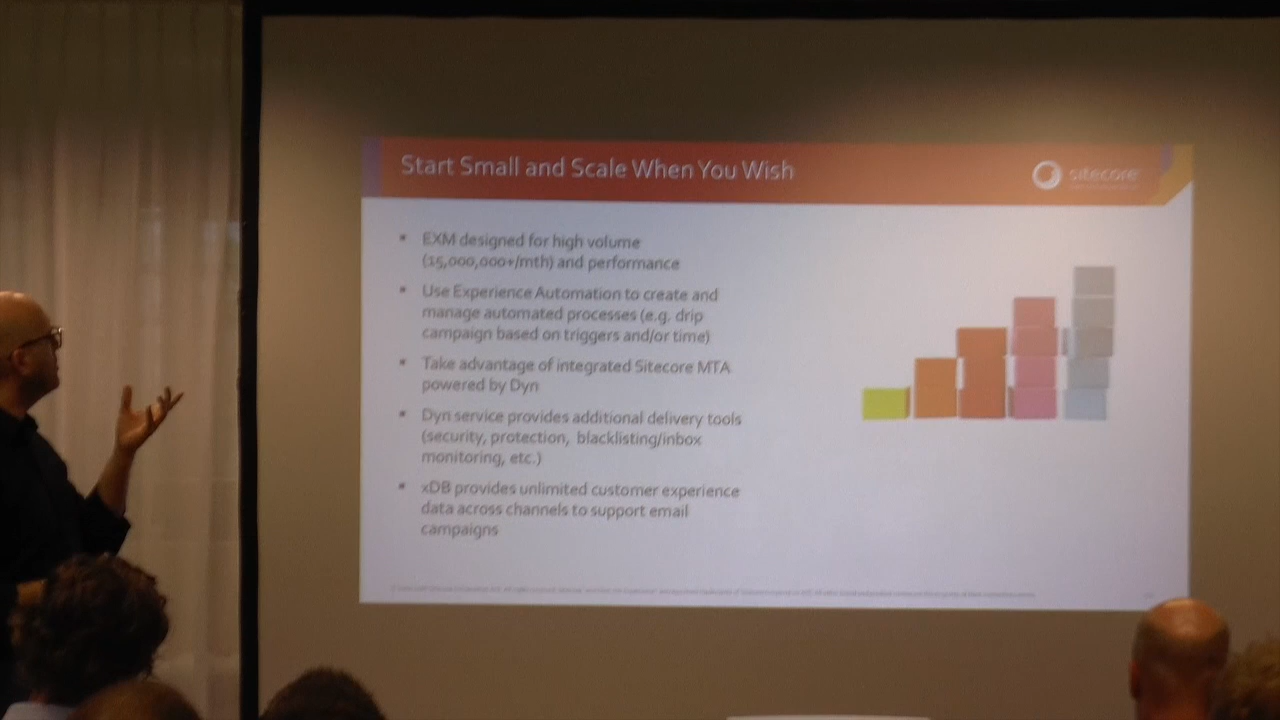 Start Small and Scale When You Wish
sitecore
EXM designed for high volume
(15,000,000+/mth) and performance
Use Experience Automation to create and
manage automated processes (e.g. drip
campaign based on triggers and/or time)
Take advantage of integrated Sitecore MTA
powered by Dyn
Dyn service provides additional delivery tools
(security, protection, blacklisting/inbox
monitoring, etc.)
xDB provides unlimited customer experience
data across channels to support email
campaigns